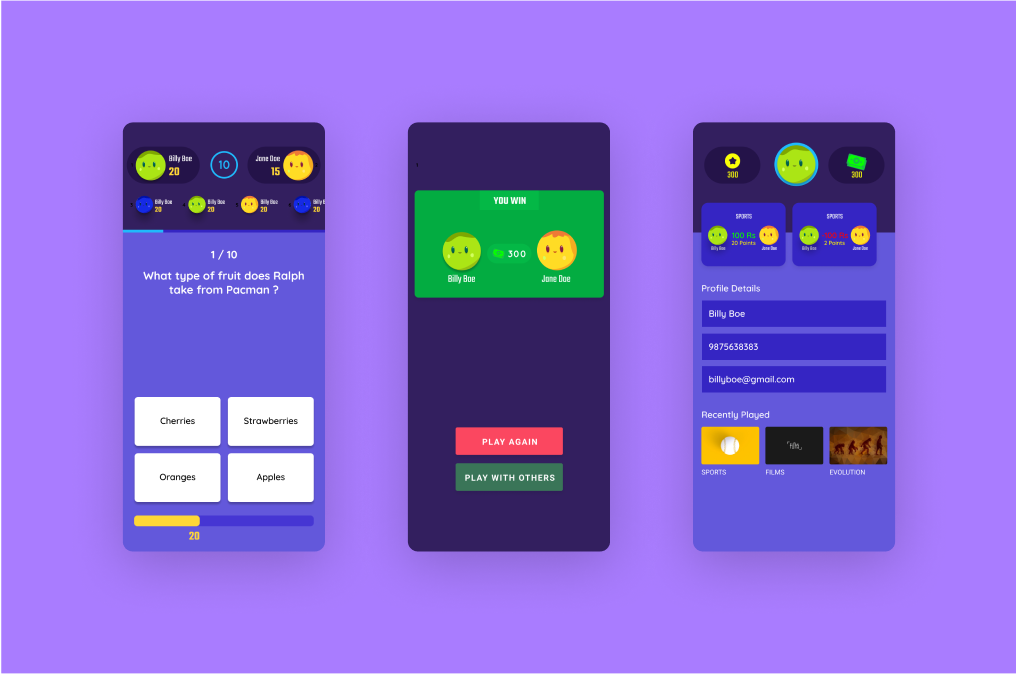 Billy Boe
20
10
Jane Doe
15
Billy Boe
20
Billy Boe
20
Billy Boe
20
Billy B
20
1 / 10
What type of fruit does Ralph
take from Pacman ?
Cherries
Strawberries
Oranges
Apples
20
YOU WIN
300
Billy Boe
Jane Doe
PLAY AGAIN
PLAY WITH OTHERS
300
300
SPORTS
100 Rs
20 Points
Billy Boe
Jane Doe
SPORTS
Rs
2 Points
Billy Boe
Jane Doe
Profile Details
Billy Boe
9875638383
billyboe@gmail.com
Recently Played
SPORTS
FILMS
EVOLUTION